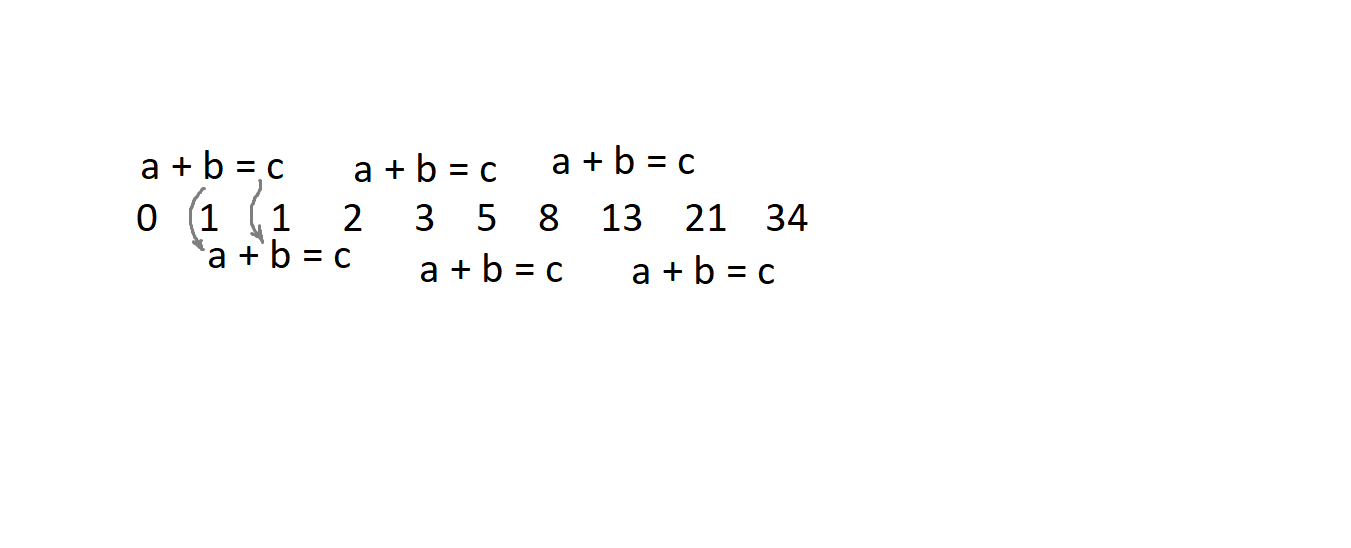 a + b = c a + b = c a + b = c
0 1 1 2 3 5 8 13 21 34
a + b = c a + b = c a + b = c